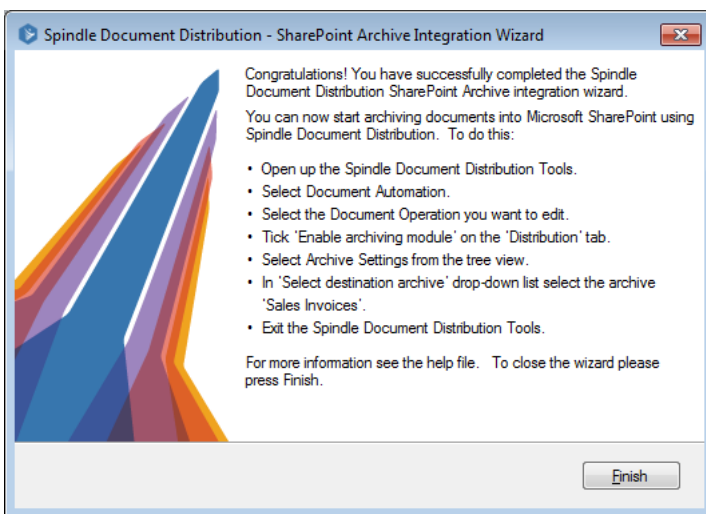 Spindle Document Distribution - SharePoint Archive Integration Wizard
Congratulations! You have successfully completed the Spindle
Document Distribution SharePoint Archive integration wizard.
You can now start archiving documents into Microsoft SharePoint using
Spindle Document Distribution.  To do this:
• Open up the Spindle Document Distribution Tools.
• Select Document Automation.
• Select the Document Operation you want to edit.
• Tick 'Enable archiving module' on the 'Distribution' tab.
• Select Archive Settings from the tree view.
• In 'Select destination archive' drop-down list select the archive
'Sales Invoices'.
• Exit the Spindle Document Distribution Tools.
For more information see the help file.   To close the wizard please
press Finish.
Finish